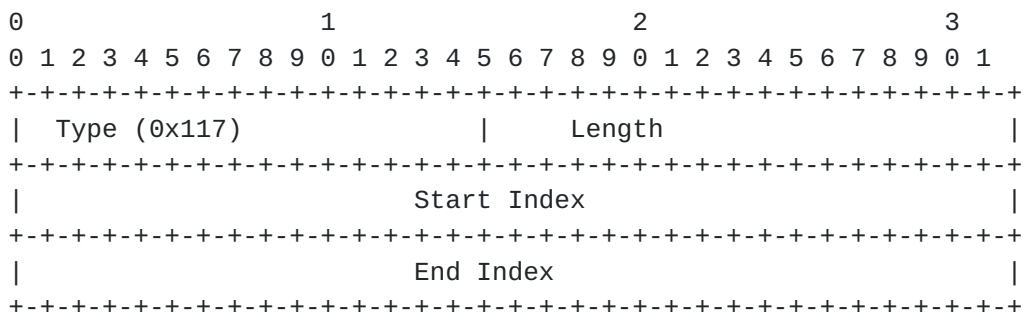 0                   1                   2                   3
0 1 2 3 4 5 6 7 8 9 0 1 2 3 4 5 6 7 8 9 0 1 2 3 4 5 6 7 8 9 0 1
+-+-+-+-+-+-+-+-+-+-+-+-+-+-+-+-+-+-+-+-+-+-+-+-+-+-+-+-+-+-+-+-+
|  Type (0x117)               |     Length                      |
+-+-+-+-+-+-+-+-+-+-+-+-+-+-+-+-+-+-+-+-+-+-+-+-+-+-+-+-+-+-+-+-+
|                         Start Index                           |
+-+-+-+-+-+-+-+-+-+-+-+-+-+-+-+-+-+-+-+-+-+-+-+-+-+-+-+-+-+-+-+-+
|                         End Index                             |
+-+-+-+-+-+-+-+-+-+-+-+-+-+-+-+-+-+-+-+-+-+-+-+-+-+-+-+-+-+-+-+-+